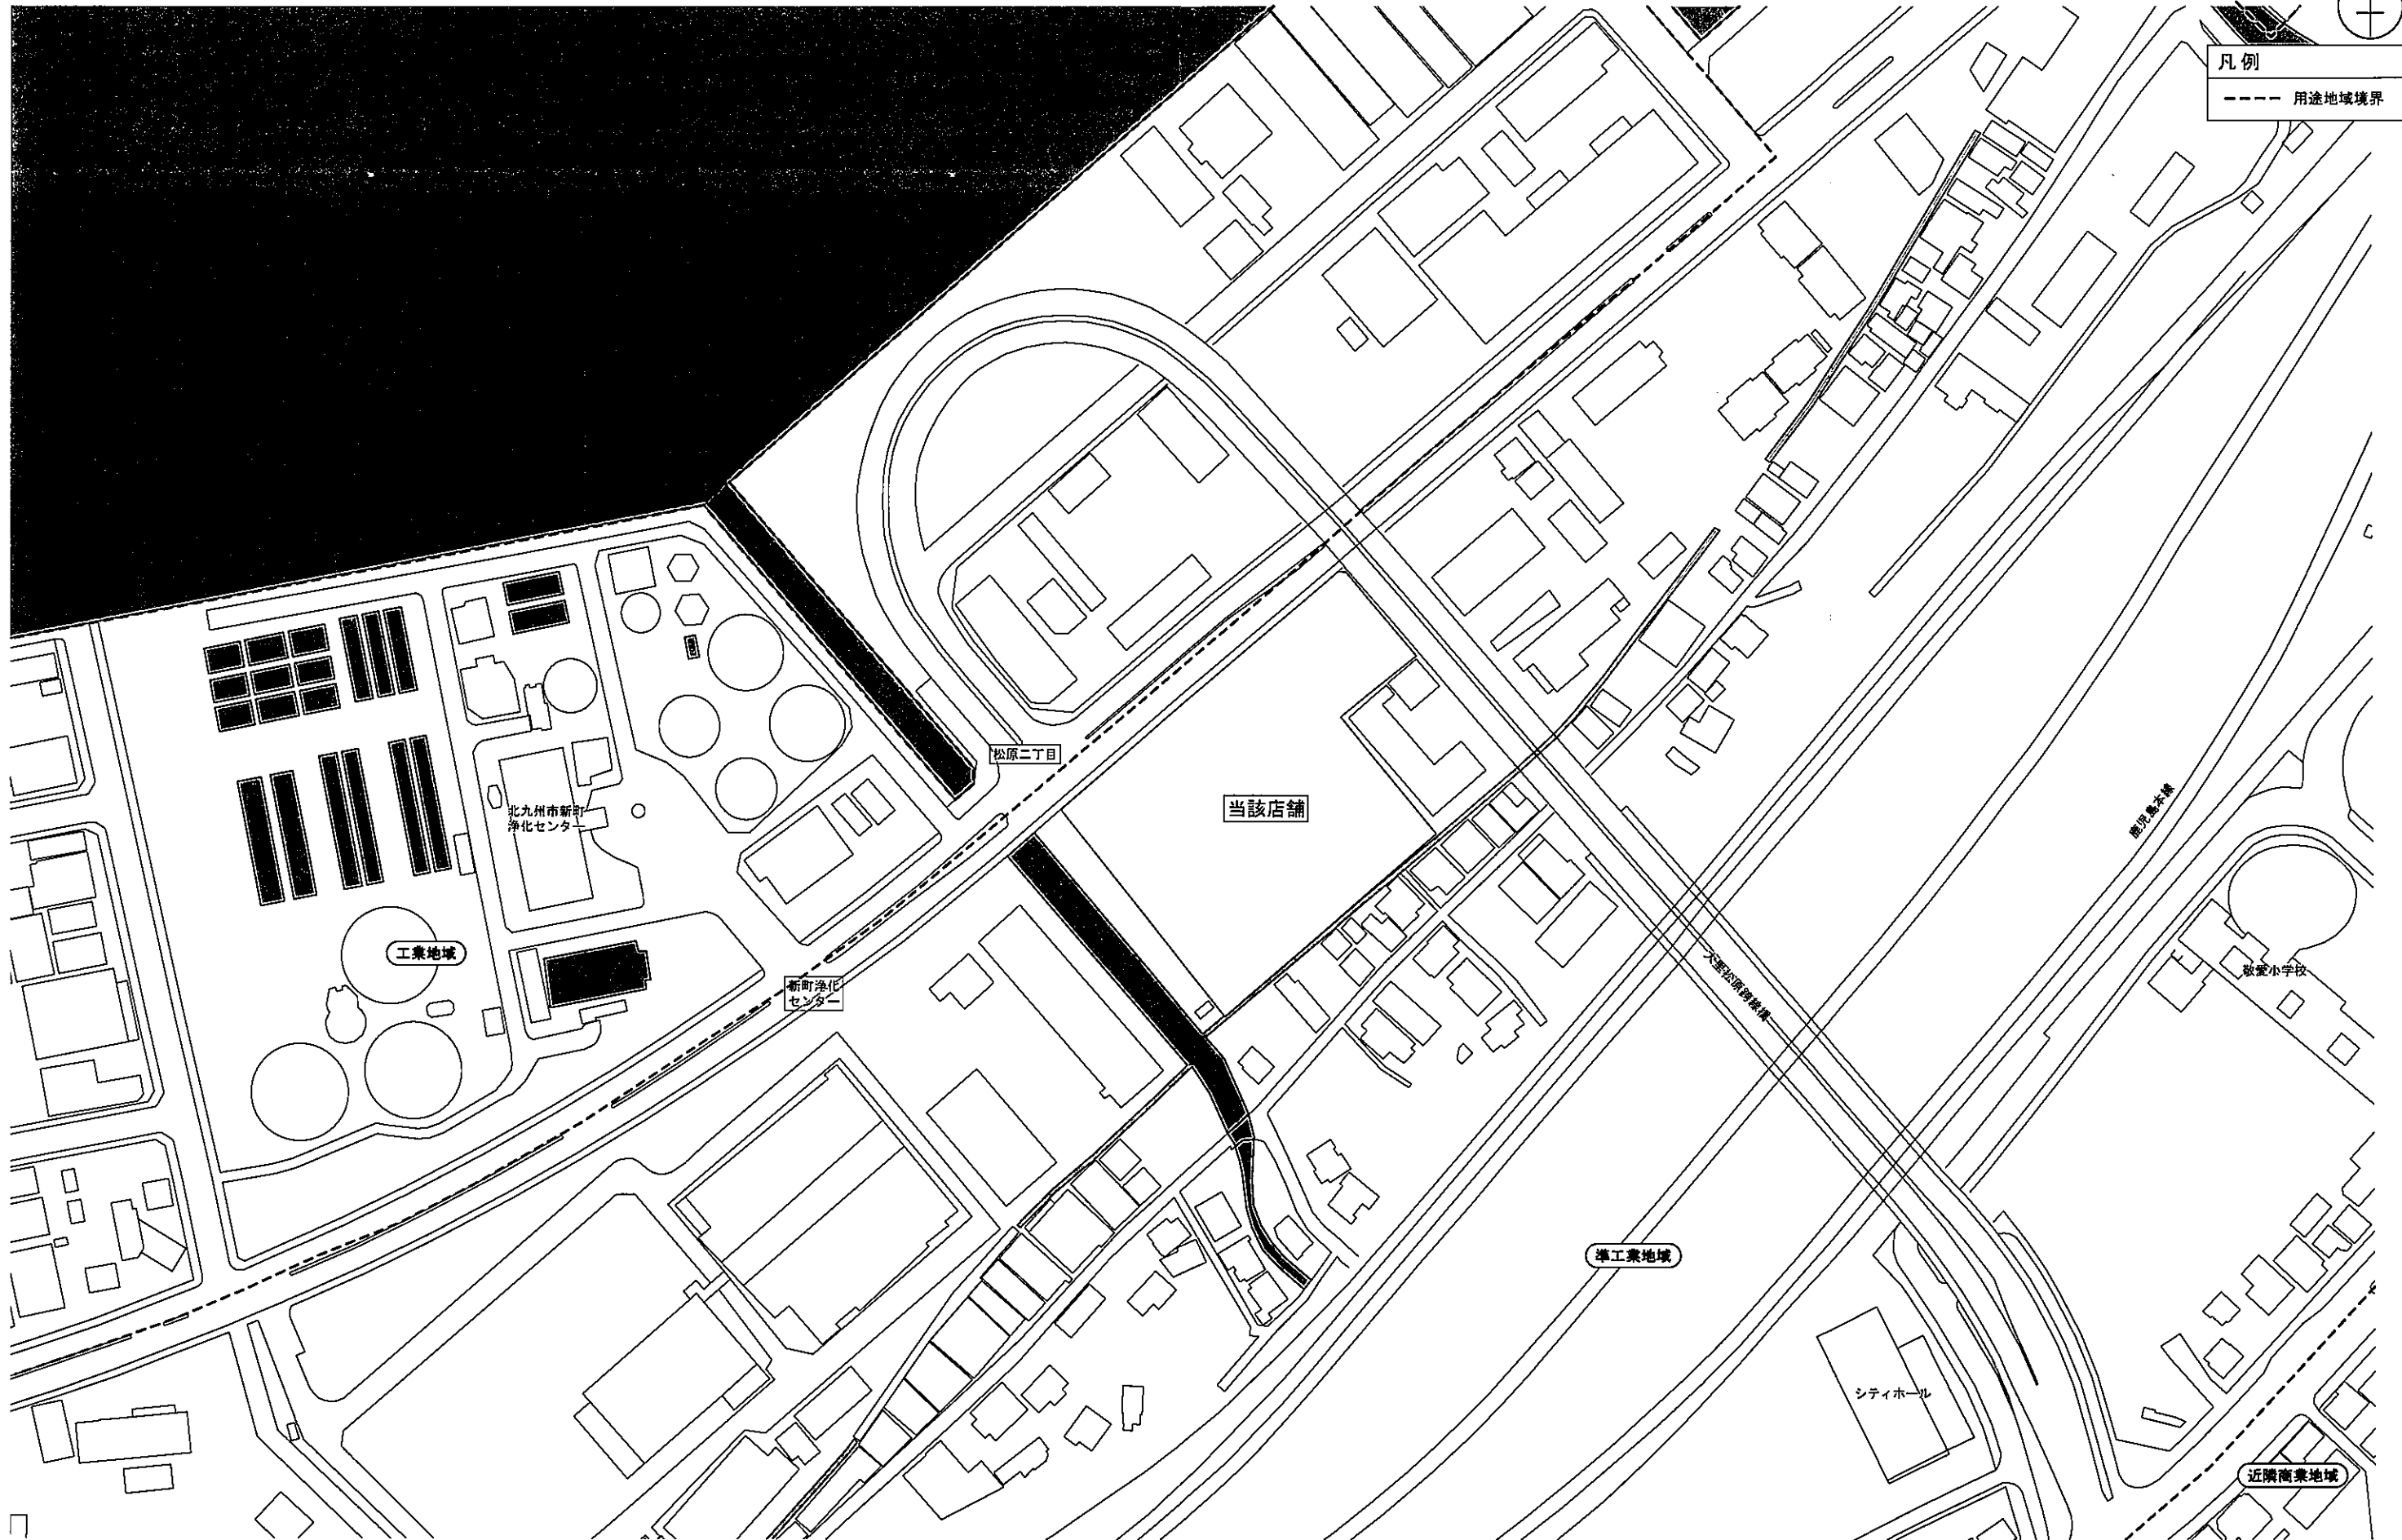 凡例
用途地域境界
松原二丁目
当該店舗
北九州市新町
浄化センター
鹿児島本線
工業地域
新町浄化
センター
大里松原跨線橋
敬愛小学校
準工業地域
シティホール
近隣商業地域